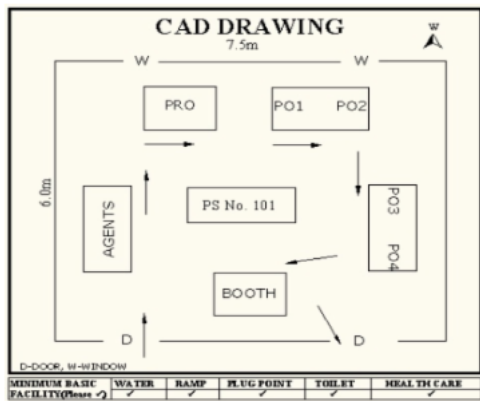 CAD DRAWING
7.5m
W
W
W
PRO
PO1 PO2
6.0m
AGENTS
PS No. 101
PO3 PO4
BOOTH
D
D
D-DOOR, W-WINDOW
MINIMUM BASIC FACILITY(Please ✓) WATER RAMP PLUG POINT TOILET HEALTH CARE
✓ ✓ ✓ ✓ ✓